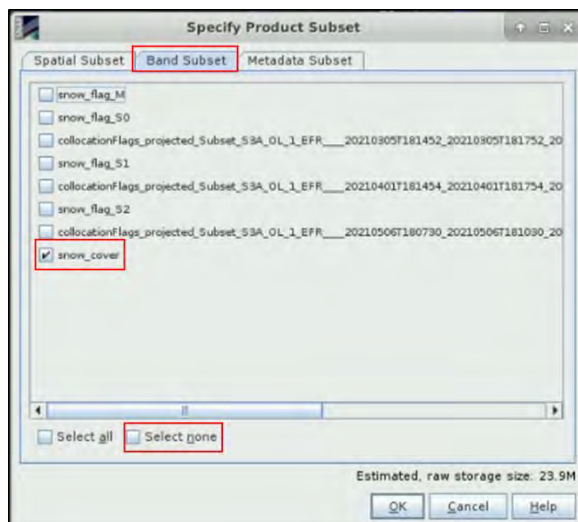 Specify Product Subset
Spatial Subset Band Subset Metadata Subset
snow_flag_M
snow_flag_S0
collocationFlags_projected_Subset_S3A_OL_1_EFR____20210305T181452_20210305T181752_20
snow_flag_S1
collocationFlags_projected_Subset_S3A_OL_1_EFR____20210401T181454_20210401T181754_20
snow_flag_S2
collocationFlags_projected_Subset_S3A_OL_1_EFR____20210506T180730_20210506T181030_20
snow_cover
Select all Select none
Estimated, raw storage size: 23.9M
OK Cancel Help